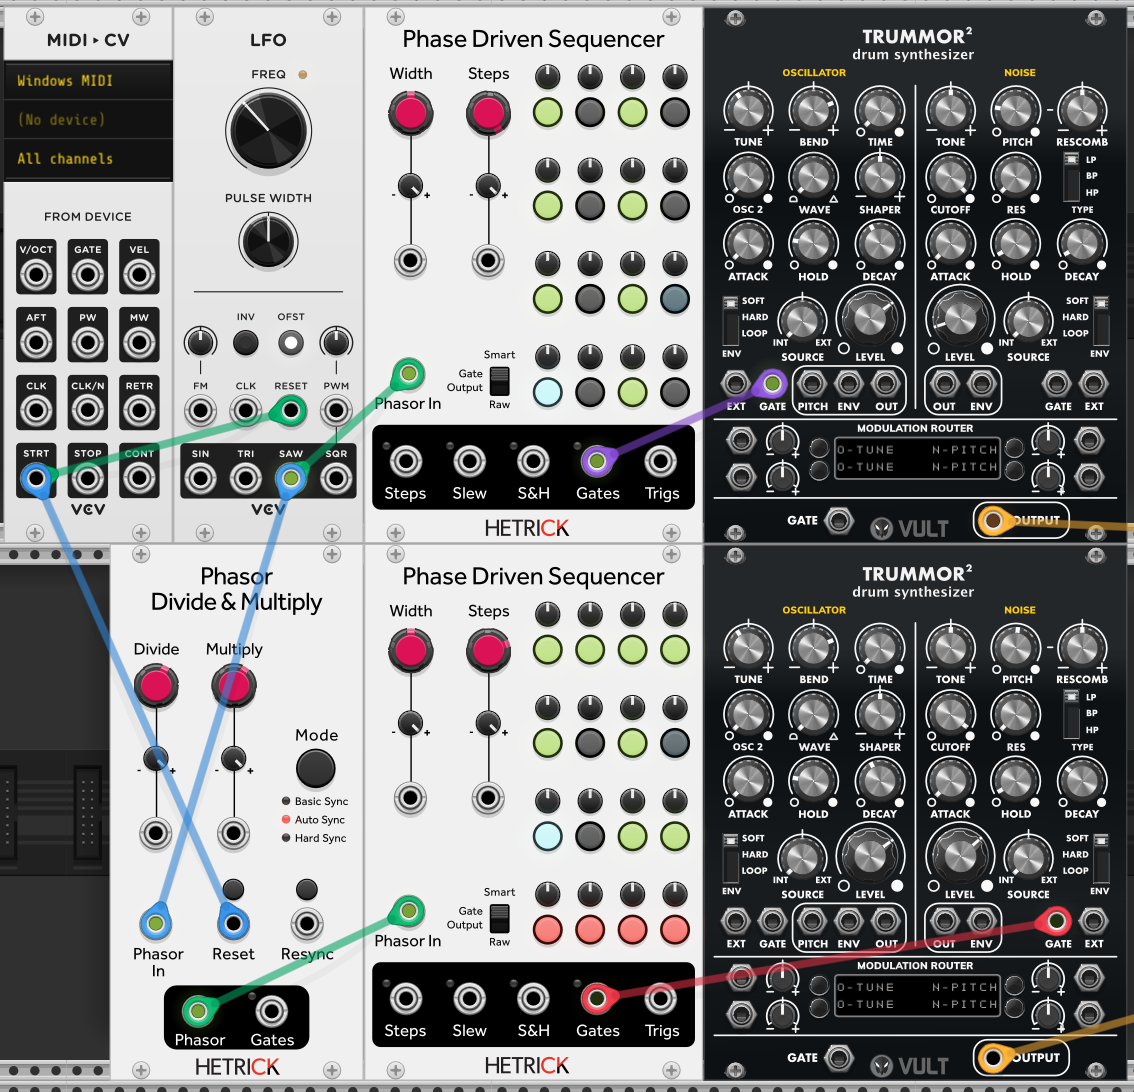 MIDI ▸ CV
Windows MIDI
(No device)
All channels
FROM DEVICE
V/OCT GATE VEL
AFT PW MW
CLK CLK/N RETR
STRT STOP CONT
VCV
LFO
FREQ
PULSE WIDTH
INV OFST
FM CLK RESET PWM
SIN TRI SAW SQR
VCV
Phase Driven Sequencer
Width Steps
- +
- +
Smart
Gate
Output
Raw
Phasor In
Steps Slew S&H Gates Trigs
HETRICK
TRUMMOR²
drum synthesizer
OSCILLATOR NOISE
TUNE BEND TIME TONE PITCH RESCOMB
OSC 2 WAVE SHAPER CUTOFF RES TYPE
LP
BP
HP
ATTACK HOLD DECAY ATTACK HOLD DECAY
SOFT
HARD
LOOP
ENV
INT EXT
SOURCE LEVEL
LEVEL SOURCE
INT EXT
SOFT
HARD
LOOP
ENV
EXT GATE PITCH ENV OUT OUT ENV GATE EXT
MODULATION ROUTER
O-TUNE N-PITCH
O-TUNE N-PITCH
GATE VULT OUTPUT
Phasor
Divide & Multiply
Divide Multiply
- +
- +
Mode
Basic Sync
Auto Sync
Hard Sync
Phasor
In
Reset Resync
Phasor Gates
HETRICK
Phase Driven Sequencer
Width Steps
- +
- +
Smart
Gate
Output
Raw
Phasor In
Steps Slew S&H Gates Trigs
HETRICK
TRUMMOR²
drum synthesizer
OSCILLATOR NOISE
TUNE BEND TIME TONE PITCH RESCOMB
OSC 2 WAVE SHAPER CUTOFF RES TYPE
LP
BP
HP
ATTACK HOLD DECAY ATTACK HOLD DECAY
SOFT
HARD
LOOP
ENV
INT EXT
SOURCE LEVEL
LEVEL SOURCE
INT EXT
SOFT
HARD
LOOP
ENV
EXT GATE PITCH ENV OUT OUT ENV GATE EXT
MODULATION ROUTER
O-TUNE N-PITCH
O-TUNE N-PITCH
GATE VULT OUTPUT